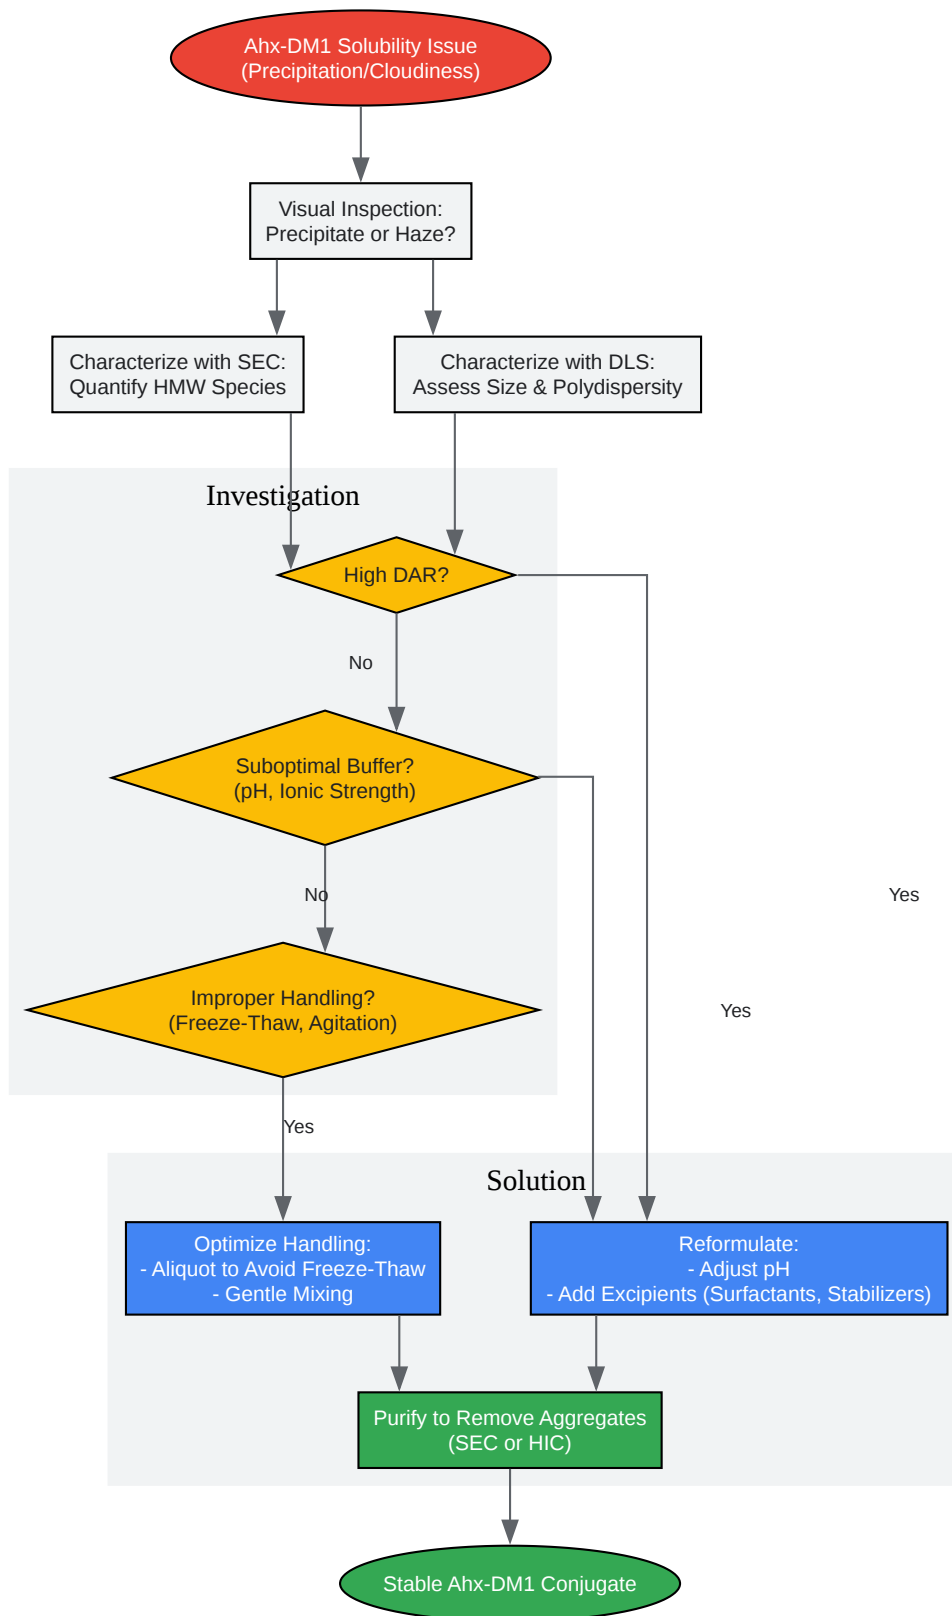 Ahx-DM1 Solubility Issue
(Precipitation/Cloudiness)
Visual Inspection:
Precipitate or Haze?
Characterize with SEC:
Quantify HMW Species
Characterize with DLS:
Assess Size & Polydispersity
Investigation
High DAR?
No
Suboptimal Buffer?
(pH, Ionic Strength)
No
Yes
Improper Handling?
(Freeze-Thaw, Agitation)
Yes
Yes
Solution
Optimize Handling:
- Aliquot to Avoid Freeze-Thaw
- Gentle Mixing
Reformulate:
- Adjust pH
- Add Excipients (Surfactants, Stabilizers)
Purify to Remove Aggregates
(SEC or HIC)
Stable Ahx-DM1 Conjugate